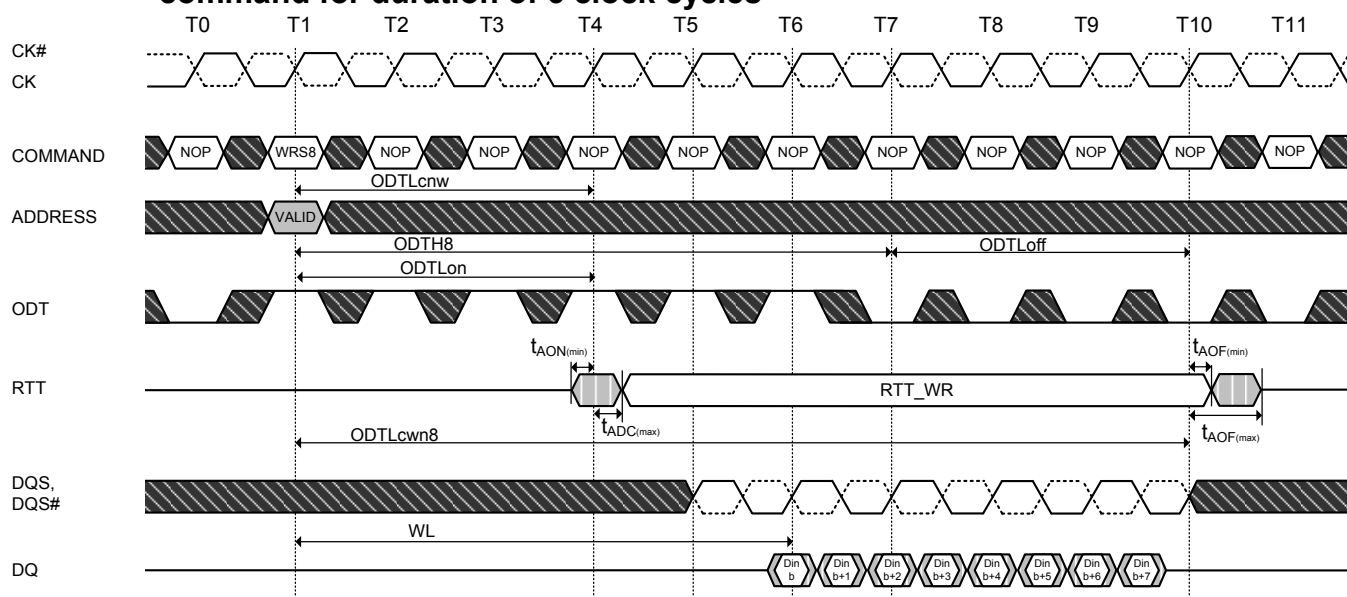 command for duration of 6 clock cycles
T0 T1 T2 T3 T4 T5 T6 T7 T8 T9 T10 T11
CK#
CK
COMMAND NOP WRS8 NOP NOP NOP NOP NOP NOP NOP NOP NOP NOP
ODTLcnw
ADDRESS VALID
ODTH8 ODTLoff
ODTLon
ODT
tAON(min) tAOF(min)
RTT RTT_WR
tADC(max) tAOF(max)
ODTLcwn8
DQS,
DQS#
WL
DQ Din b Din b+1 Din b+2 Din b+3 Din b+4 Din b+5 Din b+6 Din b+7